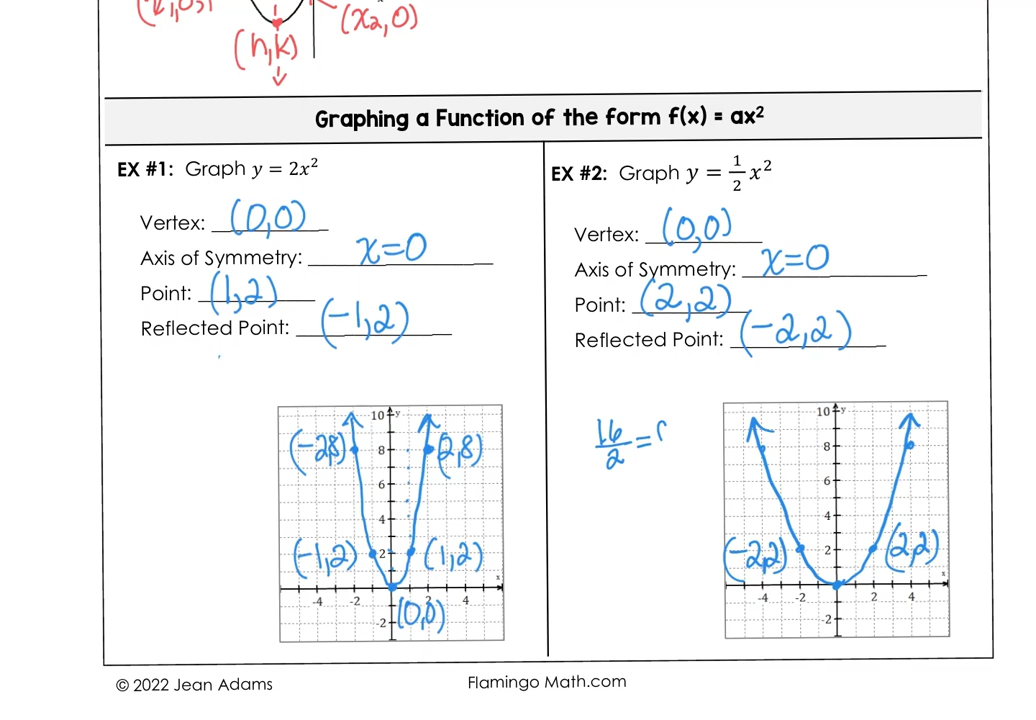 (x₂,0)
(h,k)
Graphing a Function of the form f(x) = ax²
EX #1: Graph y = 2x²
Vertex: (0,0)
Axis of Symmetry: x=0
Point: (1,2)
Reflected Point: (-1,2)
(-2,8) (2,8)
(-1,2) (1,2)
(0,0)
10 y
8
6
4
2
x
-4 -2 2 4
-2
EX #2: Graph y = 1/2 x²
Vertex: (0,0)
Axis of Symmetry: x=0
Point: (2,2)
Reflected Point: (-2,2)
16/2 =
10 y
8
6
4
2
(-2,2) (2,2)
x
-4 -2 2 4
-2
© 2022 Jean Adams
Flamingo Math.com